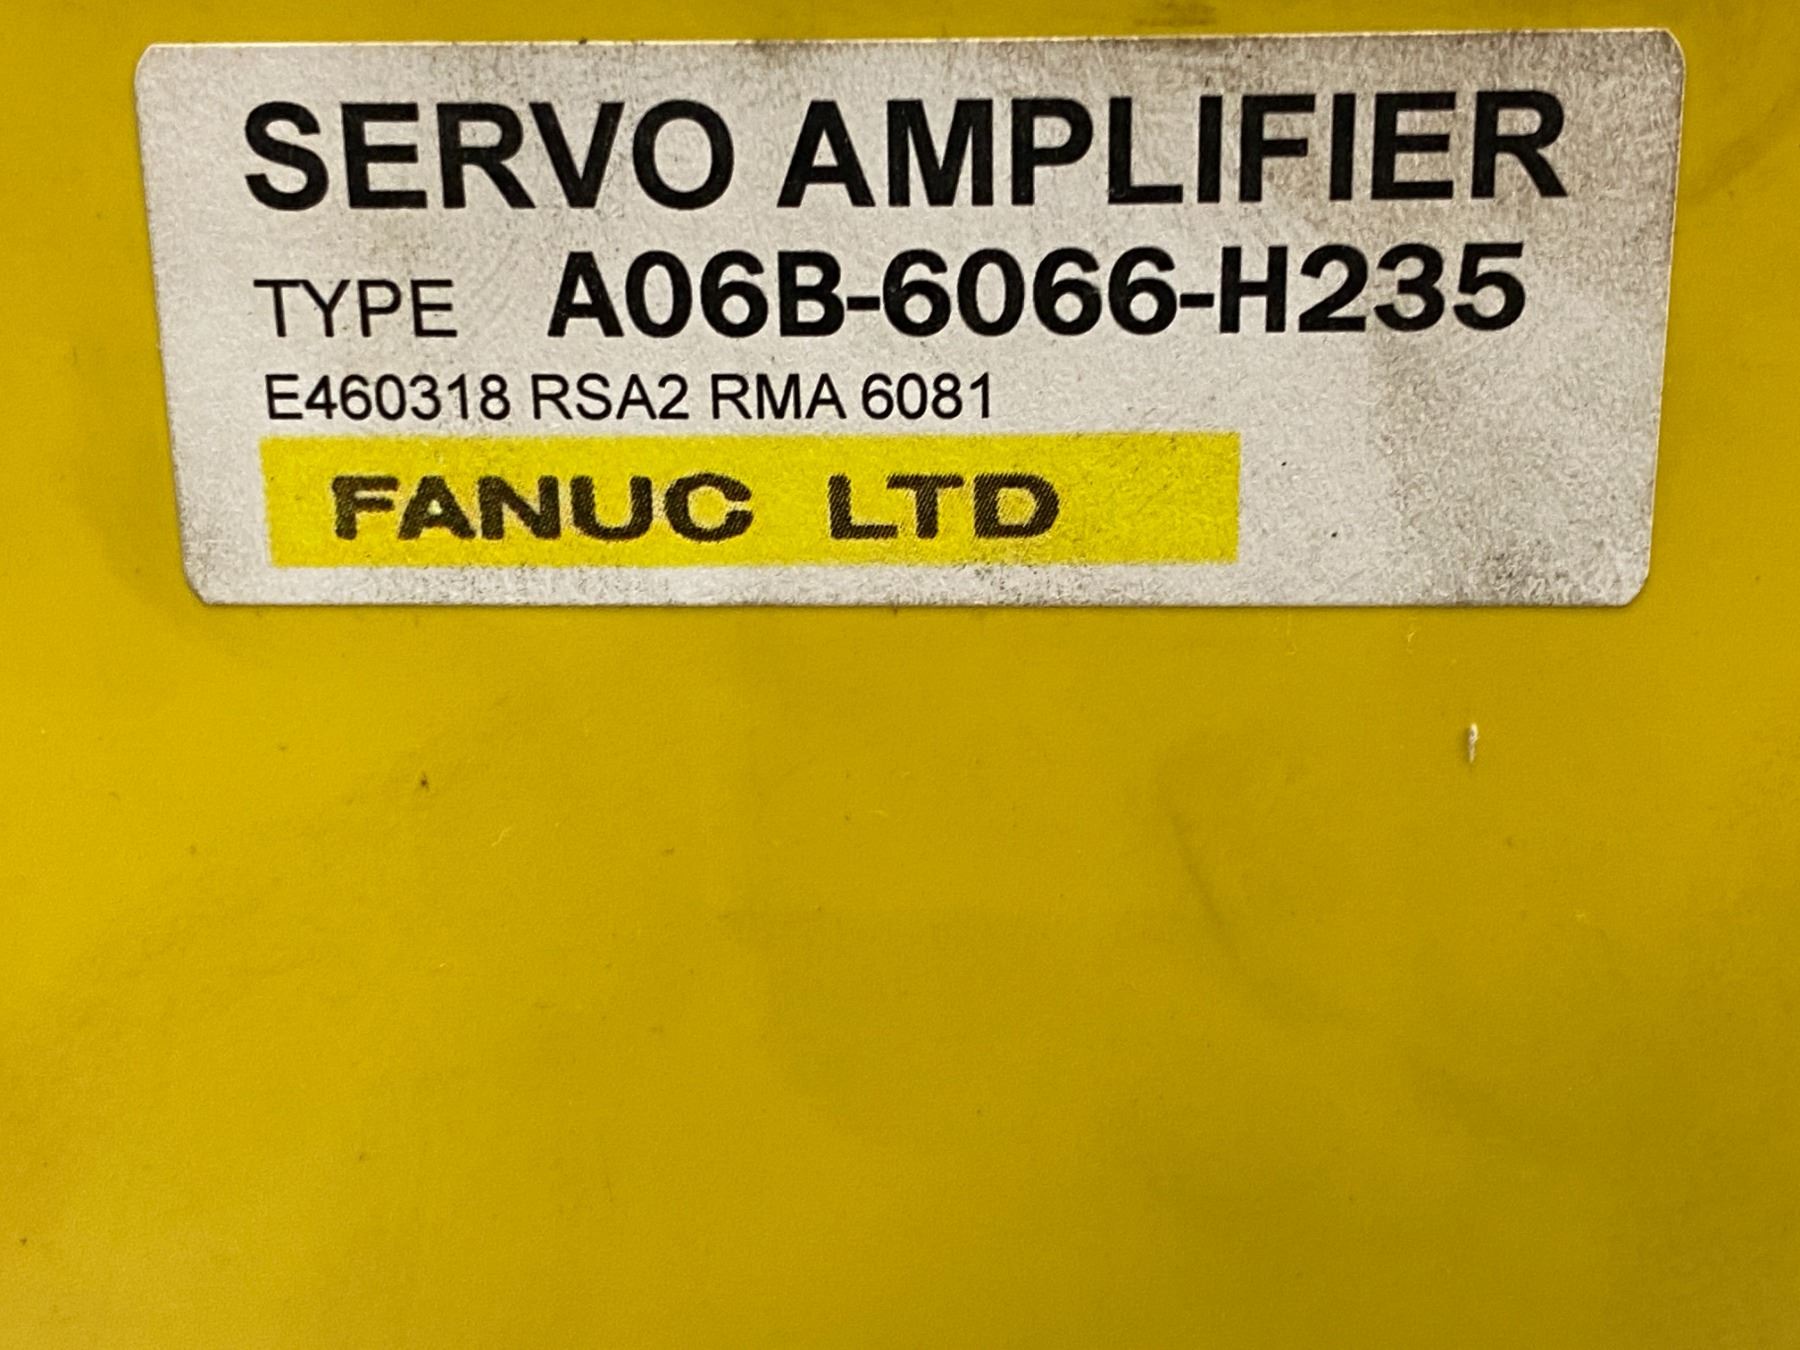 SERVO AMPLIFIER
TYPE A06B-6066-H235
E460318 RSA2 RMA 6081
FANUC LTD